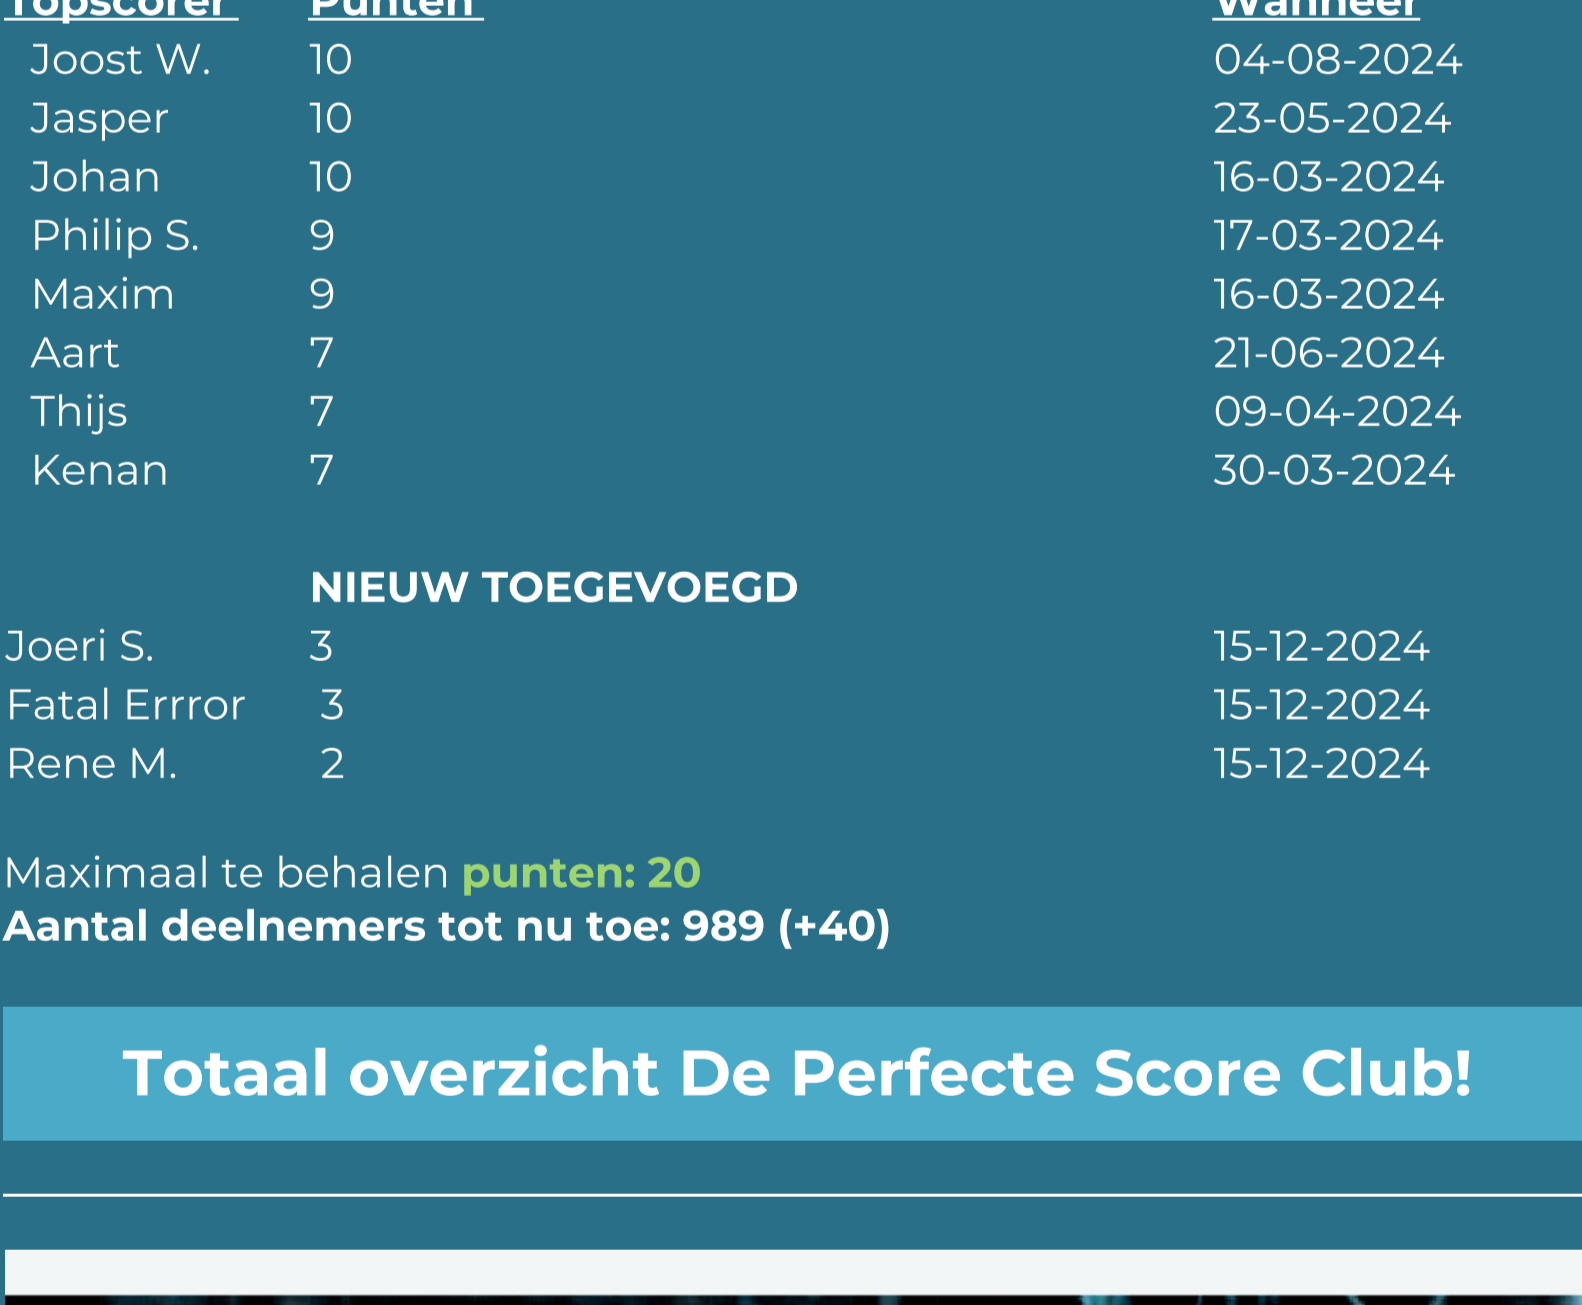 Topscorer Punten Wanneer
Joost W. 10 04-08-2024
Jasper 10 23-05-2024
Johan 10 16-03-2024
Philip S. 9 17-03-2024
Maxim 9 16-03-2024
Aart 7 21-06-2024
Thijs 7 09-04-2024
Kenan 7 30-03-2024
NIEUW TOEGEVOEGD
Joeri S. 3 15-12-2024
Fatal Errror 3 15-12-2024
Rene M. 2 15-12-2024
Maximaal te behalen punten: 20
Aantal deelnemers tot nu toe: 989 (+40)
Totaal overzicht De Perfecte Score Club!